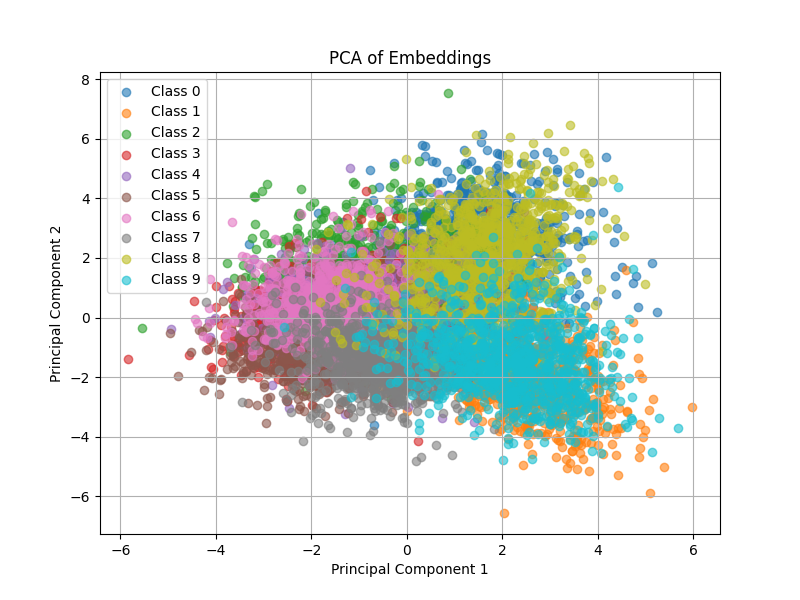 PCA of Embeddings
Class 0
Class 1
Class 2
Class 3
Class 4
Class 5
Class 6
Class 7
Class 8
Class 9
8
6
4
2
0
−2
−4
−6
Principal Component 2
−6 −4 −2 0 2 4 6
Principal Component 1